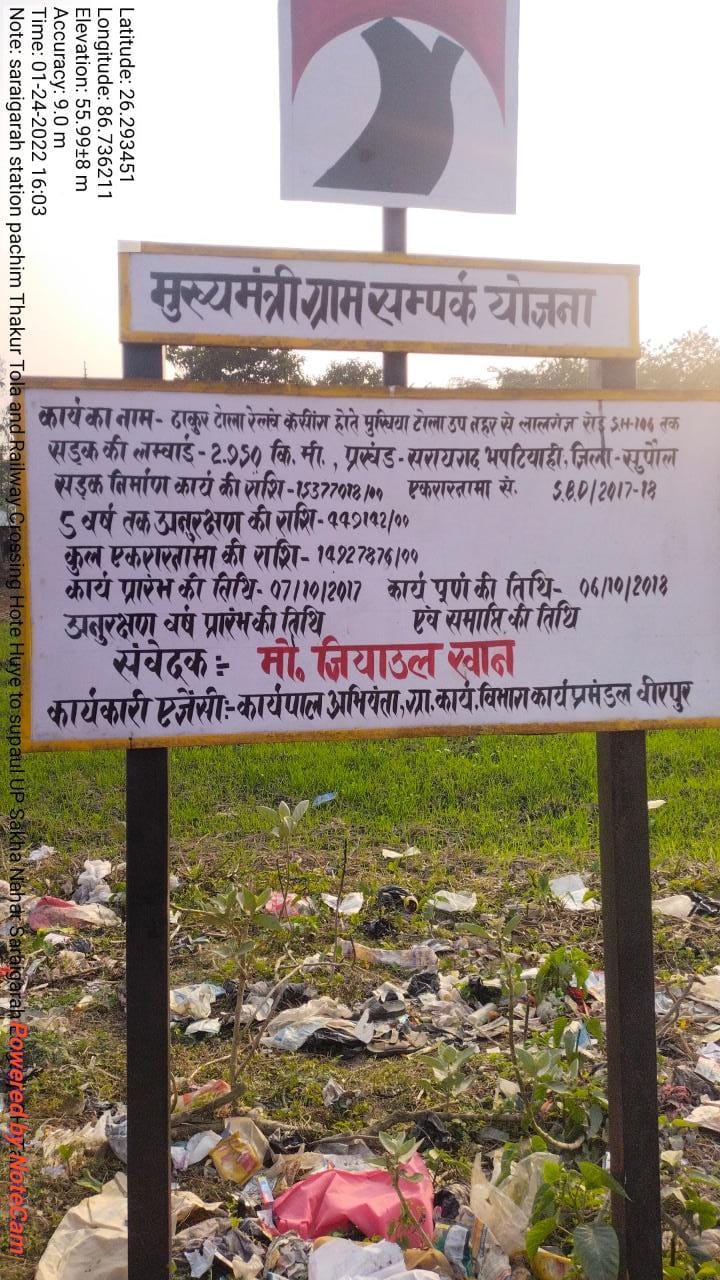 Latitude: 26.293451
Longitude: 86.736211
Elevation: 55.99±8 m
Accuracy: 9.0 m
Time: 01-24-2022 16:03
Note: saraigarah station pachim Thakur Tola and Railway Crossing Hote Huye to supaul UP Sakha Nahar Saraigarah
Powered by NoteCam
मुख्यमंत्री ग्राम सम्पर्क योजना
कार्य का नाम- ठाकुर टोला रेलवे क्रॅसिंग होते मुखिया टोला उप नहर से लालगंज रोड S.H-106 तक
सड़क की लम्बाई - 2.950 कि. मी. , प्रखंड - सरायगढ़ भपटियाही, जिला - सुपौल
सड़क निर्माण कार्य की राशि -15377018/00 एकरारनामा सं. S.B.D/2017-18
5 वर्ष तक अनुरक्षण की राशि - 449142/00
कुल एकरारनामा की राशि - 14927876/00
कार्य प्रारंभ की तिथि- 07/10/2017 कार्य पूर्ण की तिथि- 06/10/2018
अनुरक्षण वर्ष प्रारंभ की तिथि एवं समाप्ति की तिथि
संवेदक :- मो. जियाउल खान
कार्यकारी एजेंसी:- कार्यपाल अभियंता, ग्रा. कार्य. विभाग कार्य प्रमंडल वीरपुर